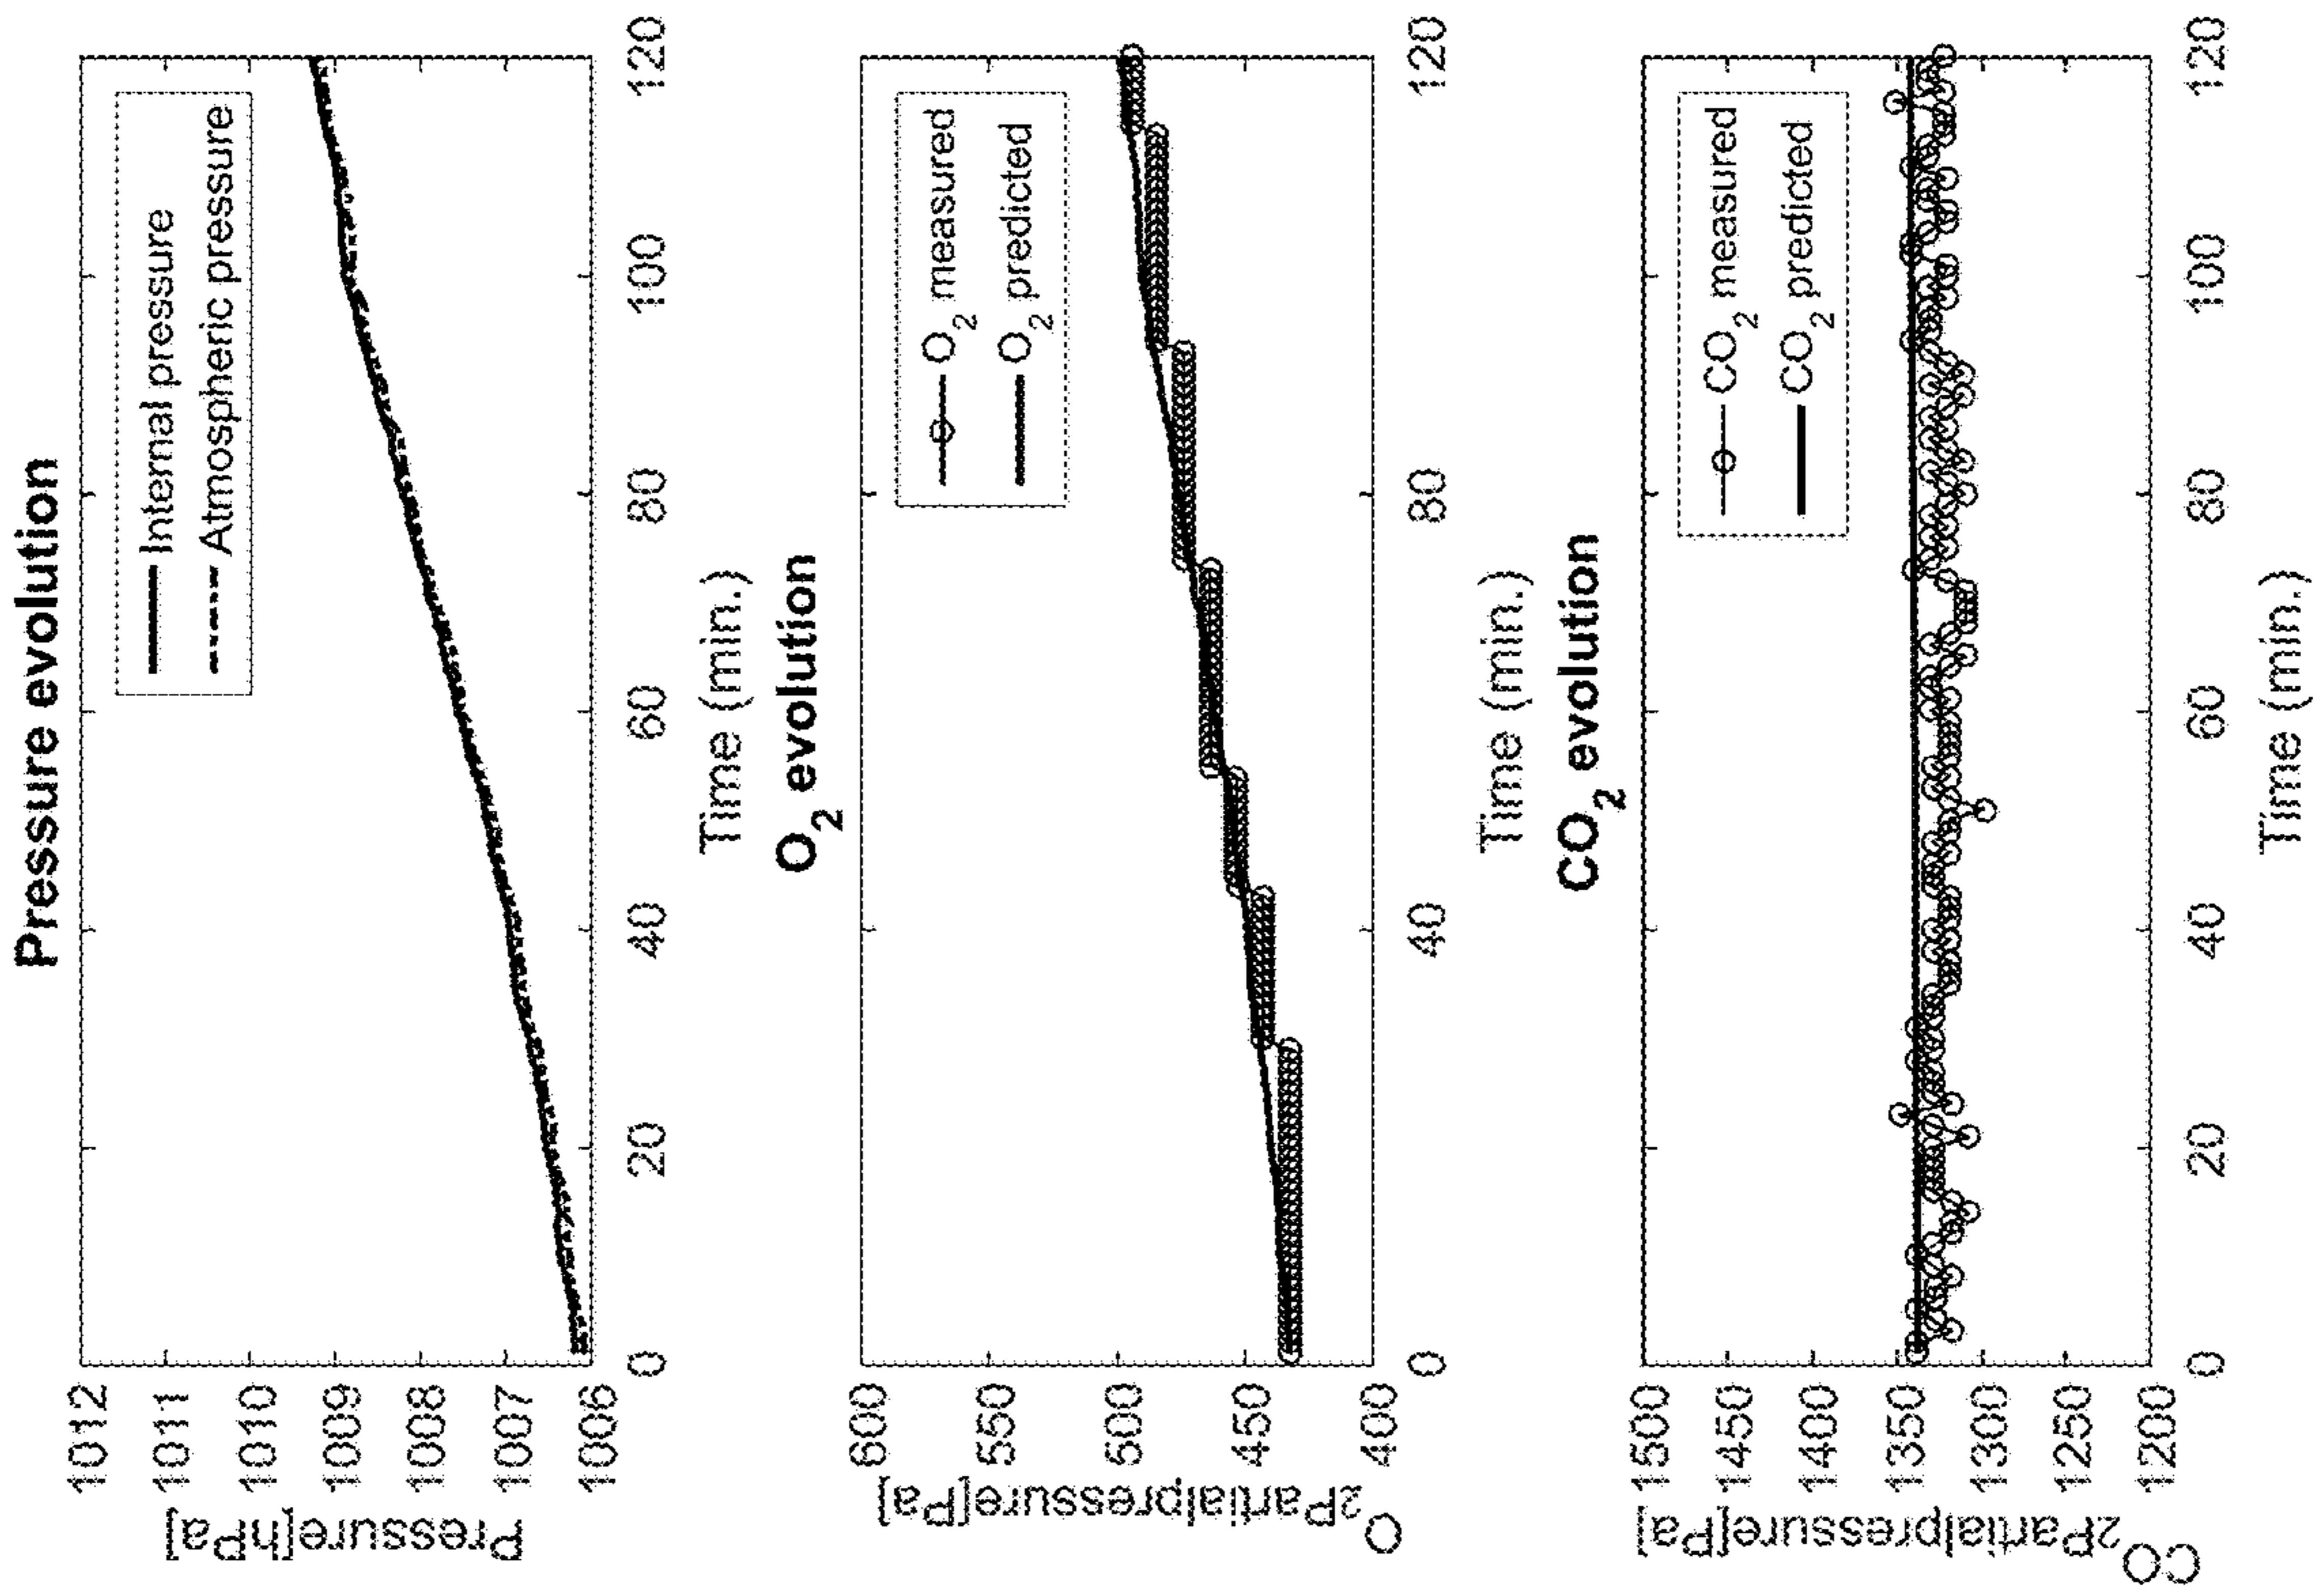 Pressure evolution
Pressure[hPa]
1012
1011
1010
1009
1008
1007
1006
Internal pressure
Atmospheric pressure
0 20 40 60 80 100 120
Time (min.)
O2 evolution
O2Partialpressure[Pa]
600
550
500
450
400
O2 measured
O2 predicted
0 40 80 120
Time (min.)
CO2 evolution
CO2Partialpressure[Pa]
1500
1450
1400
1350
1300
1250
1200
CO2 measured
CO2 predicted
0 20 40 60 80 100 120
Time (min.)